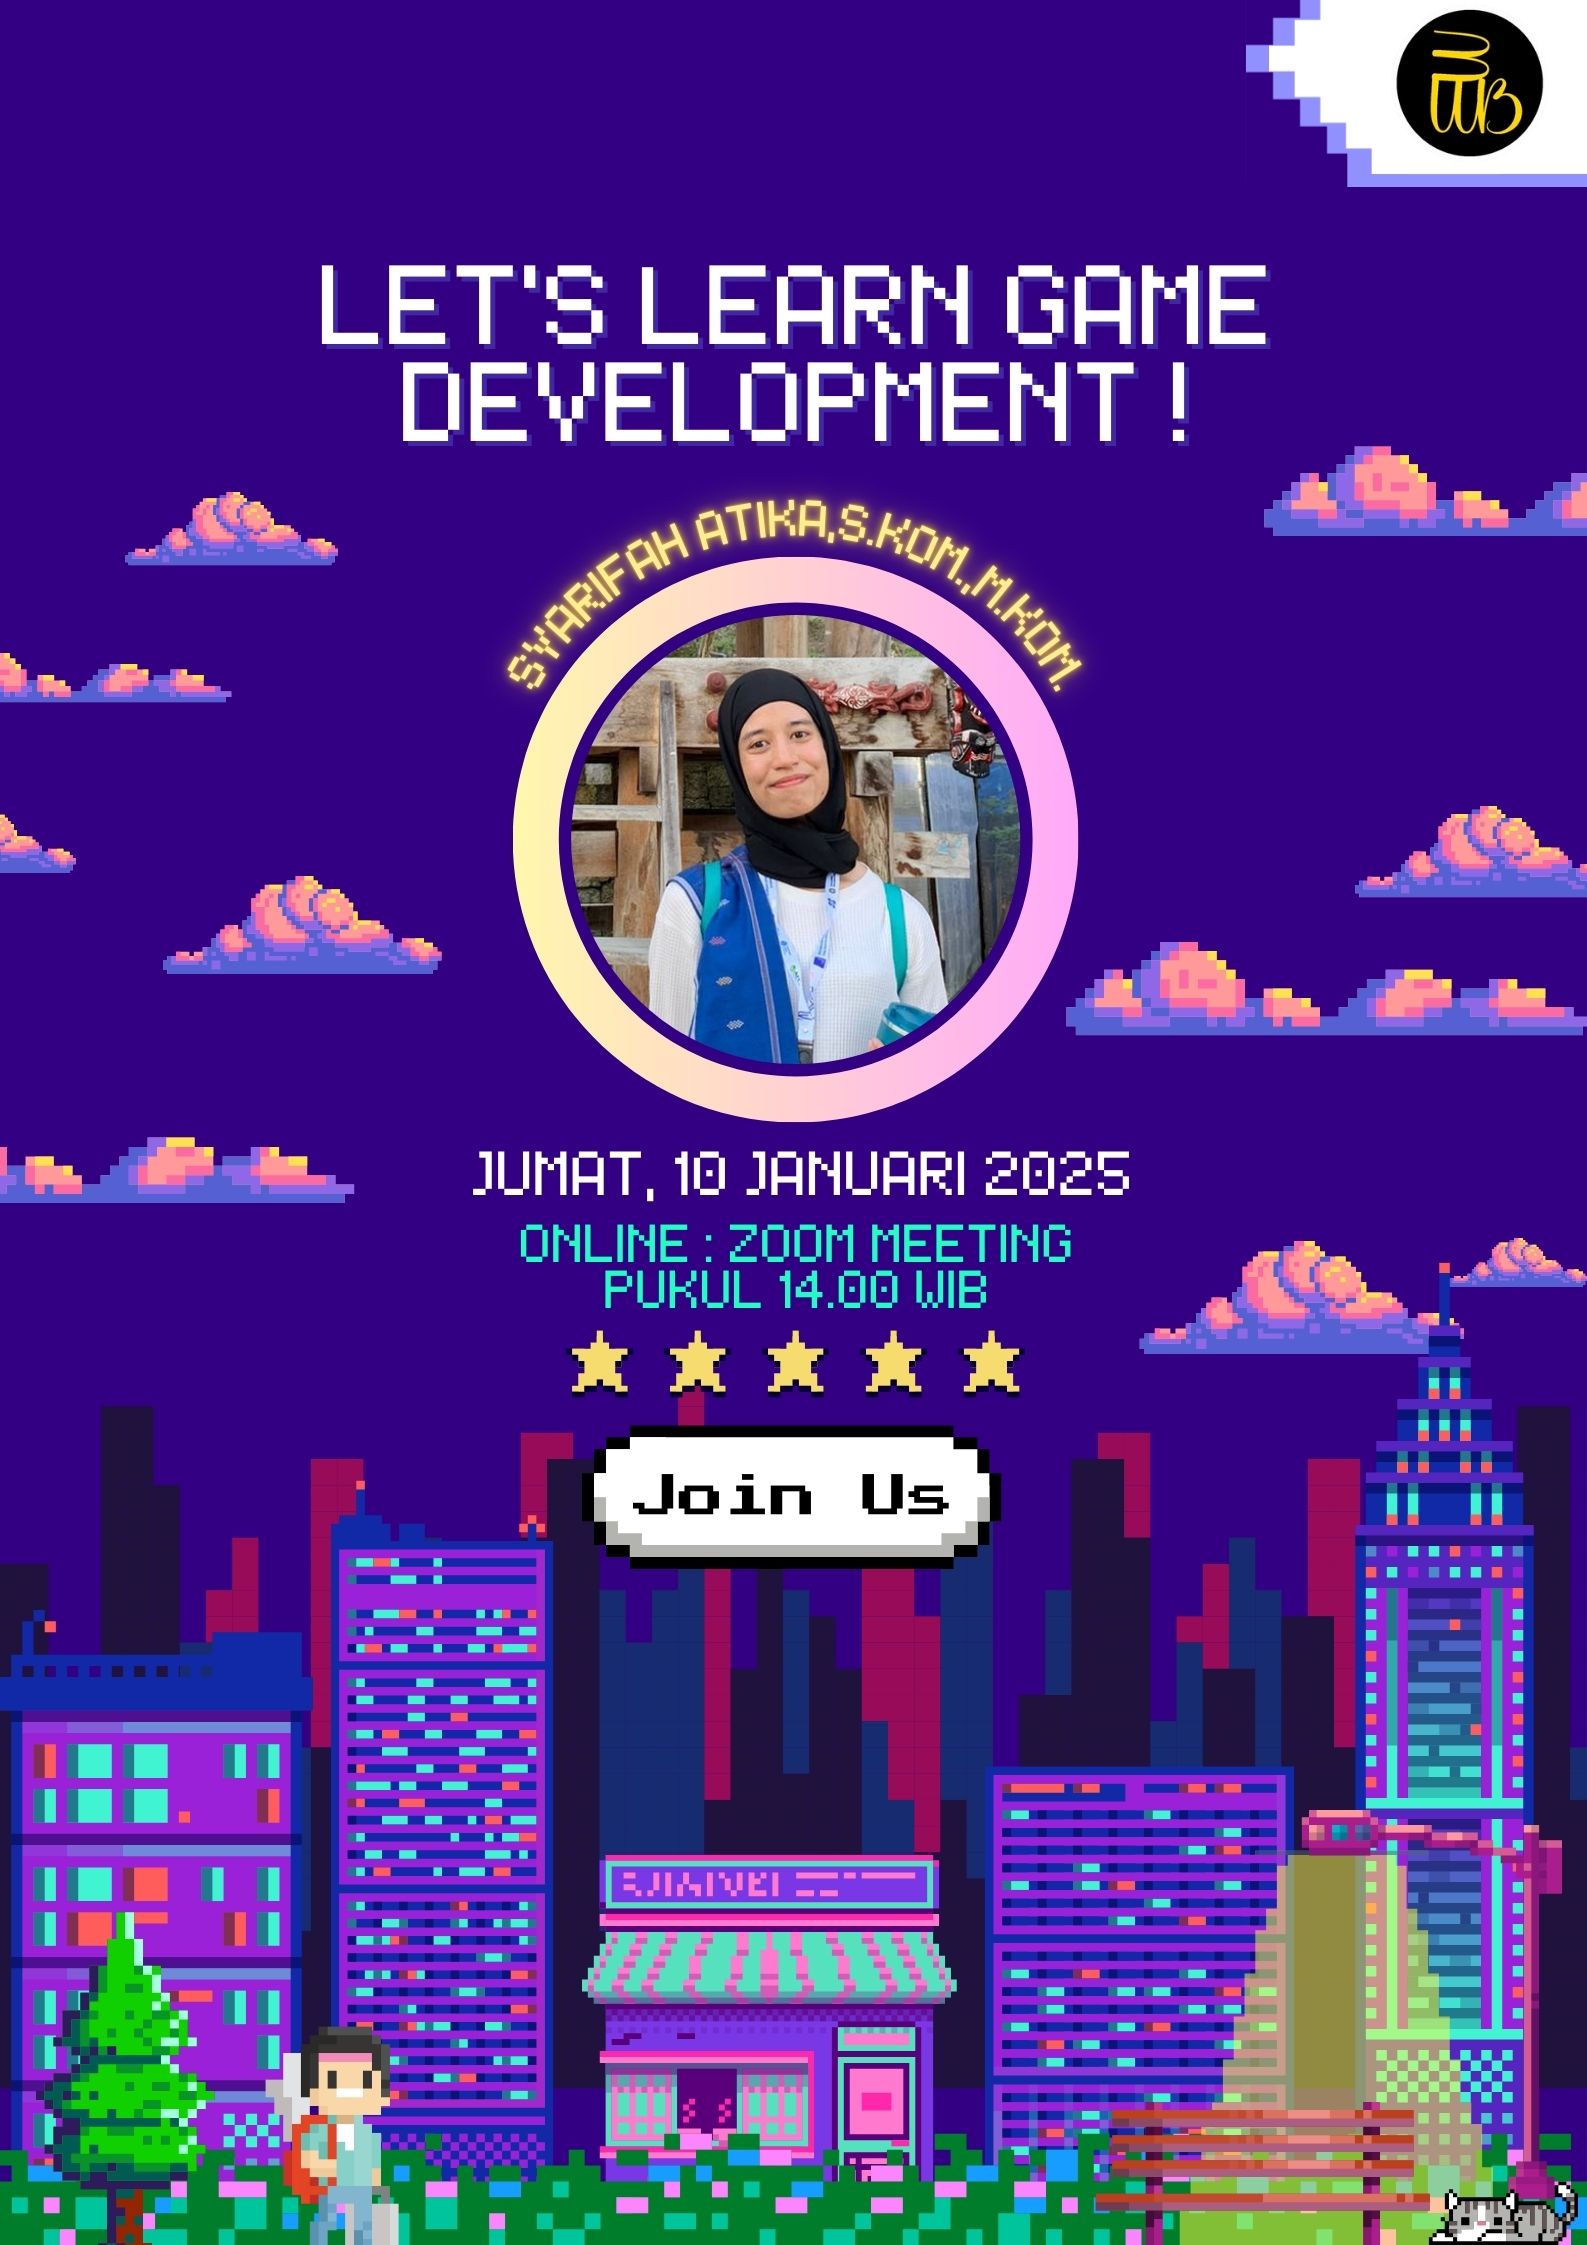 LET'S LEARN GAME
DEVELOPMENT !
SYARIFAH ATIKA,S.KOM.,M.KOM.
JUMAT, 10 JANUARI 2025
ONLINE : ZOOM MEETING
PUKUL 14.00 WIB
Join Us